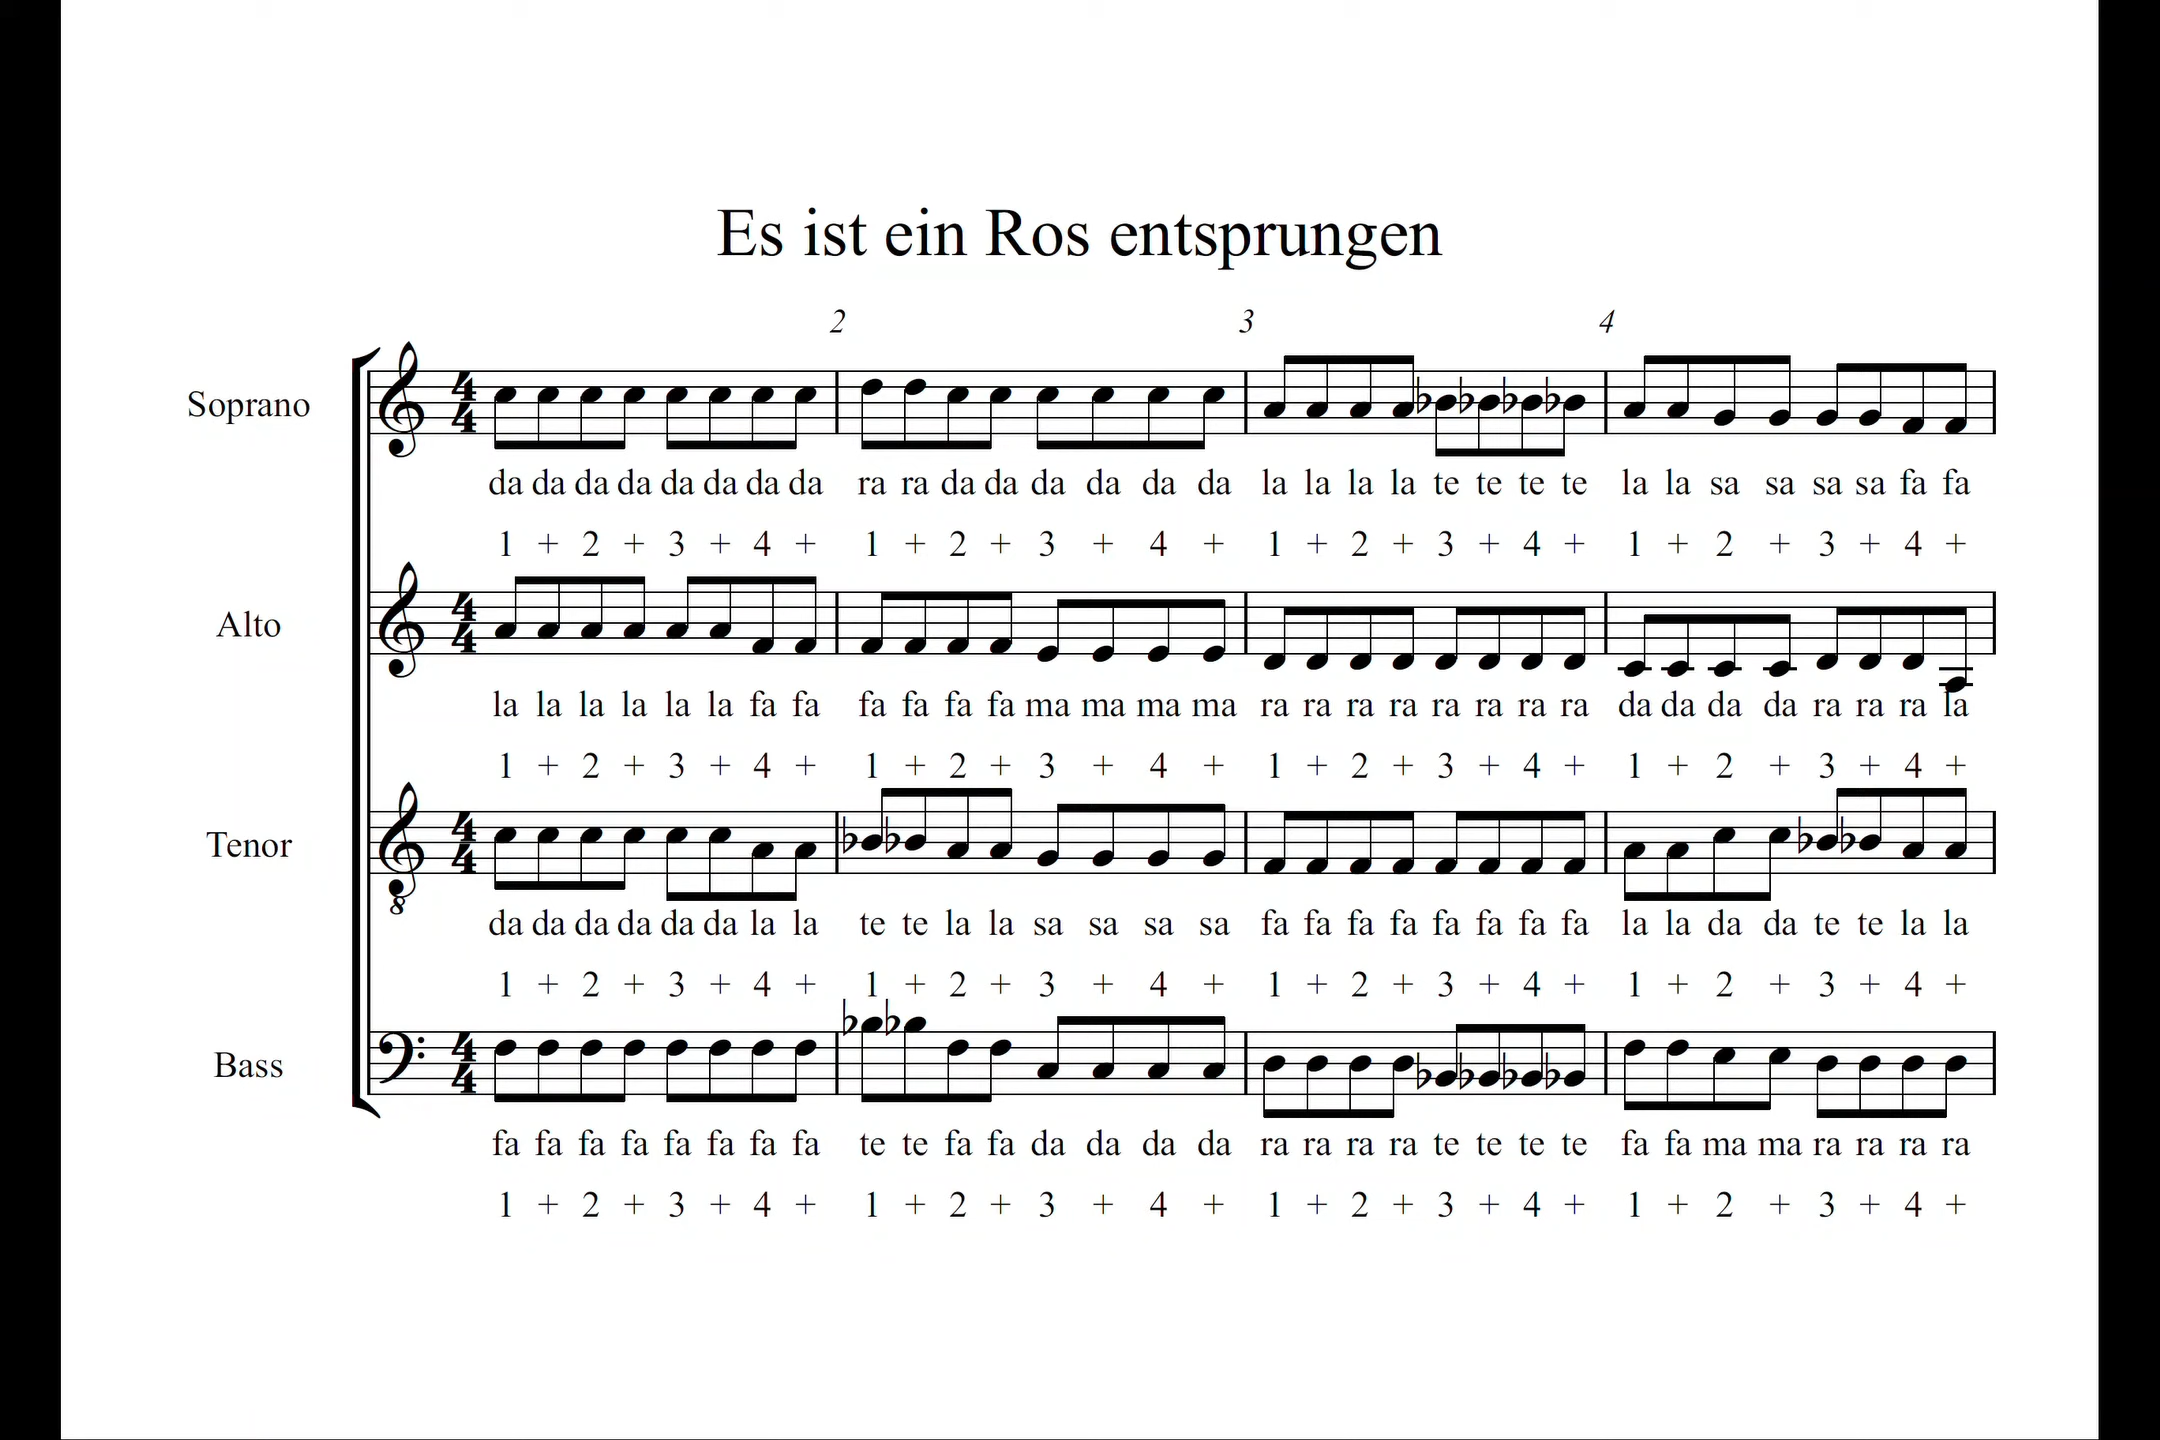 Es ist ein Ros entsprungen
2 3 4
Soprano
4 4
da da da da da da da da ra ra da da da da da da la la la la te te te te la la sa sa sa sa fa fa
1 + 2 + 3 + 4 + 1 + 2 + 3 + 4 + 1 + 2 + 3 + 4 + 1 + 2 + 3 + 4 +
Alto
4 4
la la la la la la fa fa fa fa fa fa ma ma ma ma ra ra ra ra ra ra ra ra da da da da ra ra ra la
1 + 2 + 3 + 4 + 1 + 2 + 3 + 4 + 1 + 2 + 3 + 4 + 1 + 2 + 3 + 4 +
Tenor
4 4
8
da da da da da da la la te te la la sa sa sa sa fa fa fa fa fa fa fa fa la la da da te te la la
1 + 2 + 3 + 4 + 1 + 2 + 3 + 4 + 1 + 2 + 3 + 4 + 1 + 2 + 3 + 4 +
Bass
4 4
fa fa fa fa fa fa fa fa te te fa fa da da da da ra ra ra ra te te te te fa fa ma ma ra ra ra ra
1 + 2 + 3 + 4 + 1 + 2 + 3 + 4 + 1 + 2 + 3 + 4 + 1 + 2 + 3 + 4 +